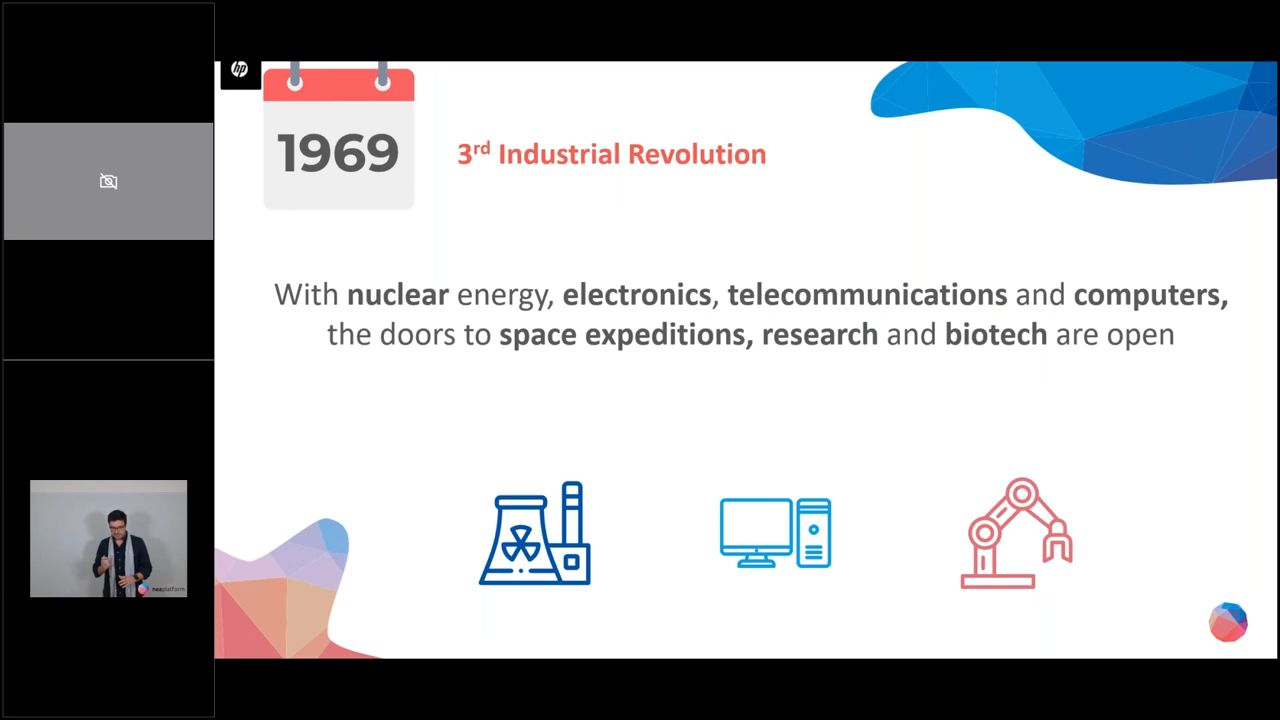 hp
1969
3rd Industrial Revolution
With nuclear energy, electronics, telecommunications and computers,
the doors to space expeditions, research and biotech are open
neaplatform